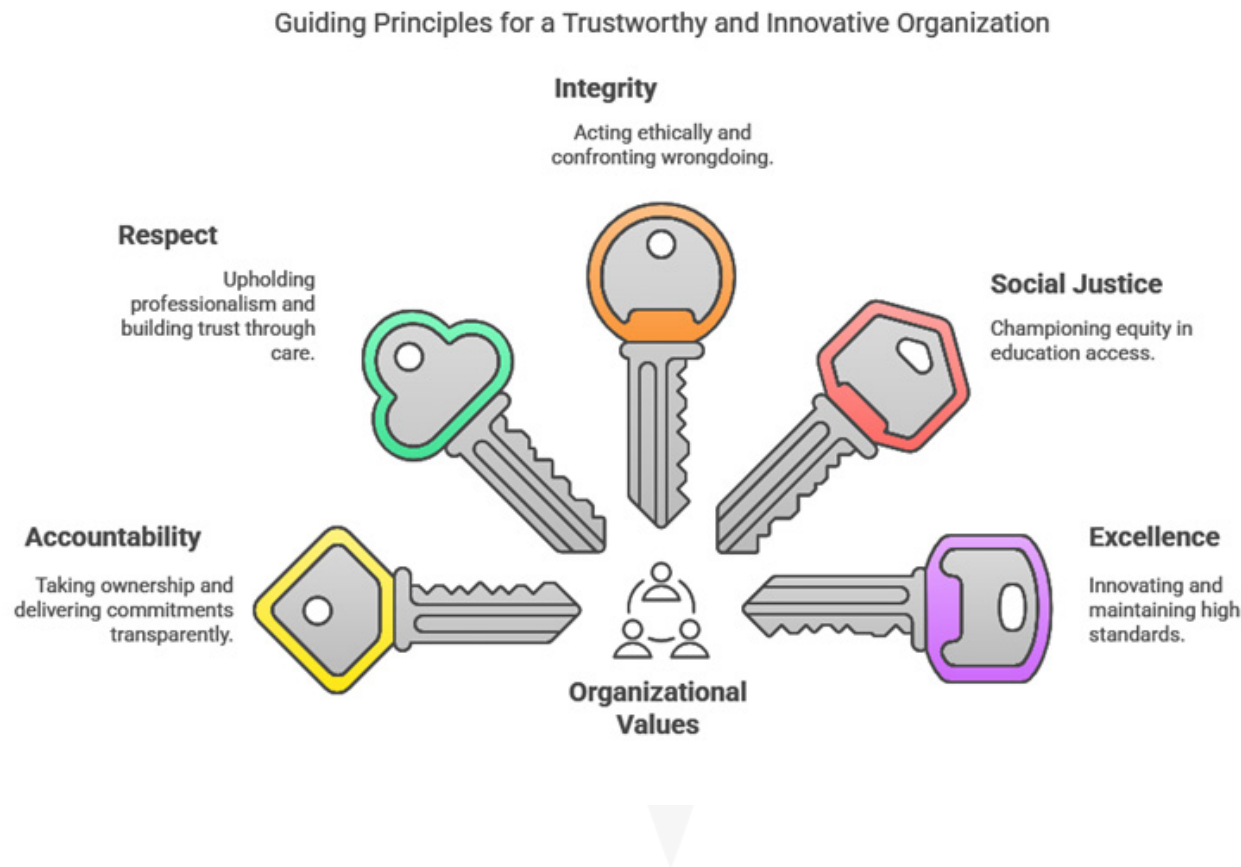 Guiding Principles for a Trustworthy and Innovative Organization
Integrity
Acting ethically and
confronting wrongdoing.
Respect
Upholding
professionalism and
building trust through
care.
Social Justice
Championing equity in
education access.
Accountability
Taking ownership and
delivering commitments
transparently.
Excellence
Innovating and
maintaining high
standards.
Organizational
Values